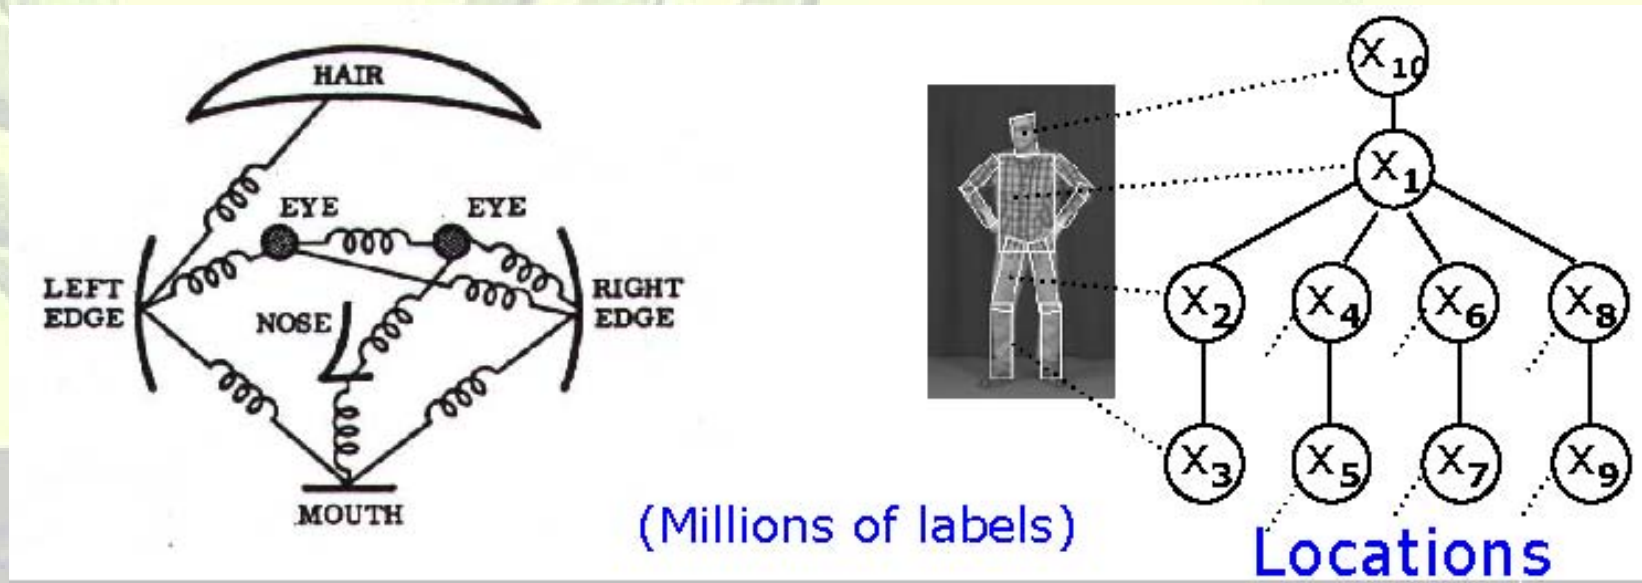 HAIR
EYE
EYE
LEFT
EDGE
NOSE
RIGHT
EDGE
MOUTH
(Millions of labels)
X10
X1
X2 X4 X6 X8
X3 X5 X7 X9
Locations